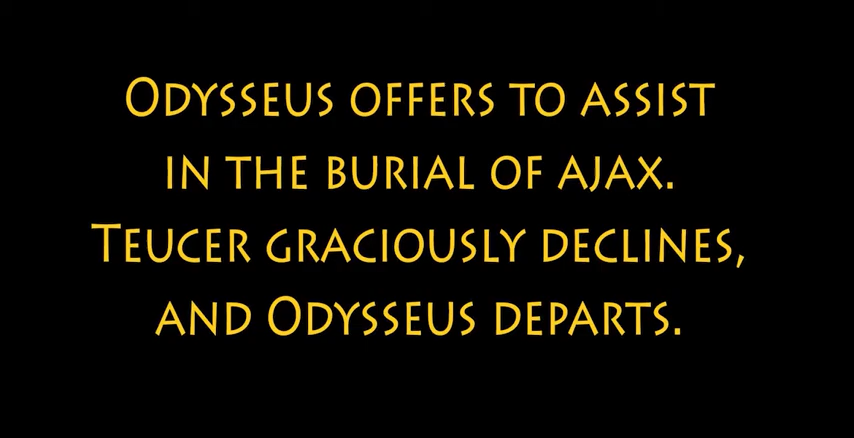 Odysseus offers to assist
in the burial of ajax.
Teucer graciously declines,
and Odysseus departs.